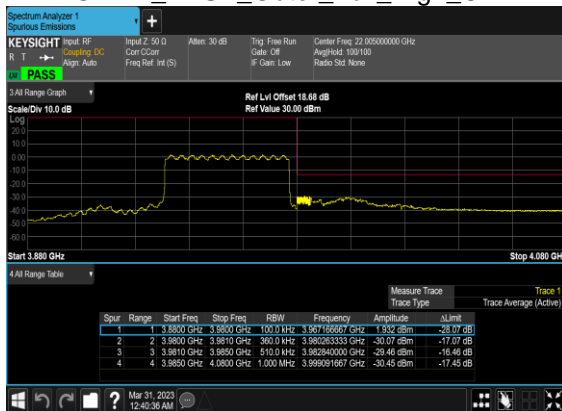 Spectrum Analyzer 1
Spurious Emissions
+
KEYSIGHT Input: RF Input Z: 50 Ω Atten: 30 dB Trig: Free Run Center Freq: 22.005000000 GHz
R T Coupling: DC Corr CCorr Gate: Off Avg|Hold: 100/100
Align: Auto Freq Ref: Int (S) IF Gain: Low Radio Std: None
PASS
3 All Range Graph
Ref Lvl Offset 18.68 dB
Scale/Div 10.0 dB Ref Value 30.00 dBm
Log
20.0
10.0
0.00
-10.0
-20.0
-30.0
-40.0
-50.0
-60.0
Start 3.880 GHz Stop 4.080 GH
4 All Range Table
Measure Trace Trace 1
Trace Type Trace Average (Active)
Spur Range Start Freq Stop Freq RBW Frequency Amplitude ΔLimit
1 1 3.8800 GHz 3.9800 GHz 100.0 kHz 3.967166667 GHz 1.932 dBm -28.07 dB
2 2 3.9800 GHz 3.9810 GHz 360.0 kHz 3.980263333 GHz -30.07 dBm -17.07 dB
3 3 3.9810 GHz 3.9850 GHz 510.0 kHz 3.982840000 GHz -29.46 dBm -16.46 dB
4 4 3.9850 GHz 4.0800 GHz 1.000 MHz 3.999091667 GHz -30.45 dBm -17.45 dB
? Mar 31, 2023
12:40:36 AM